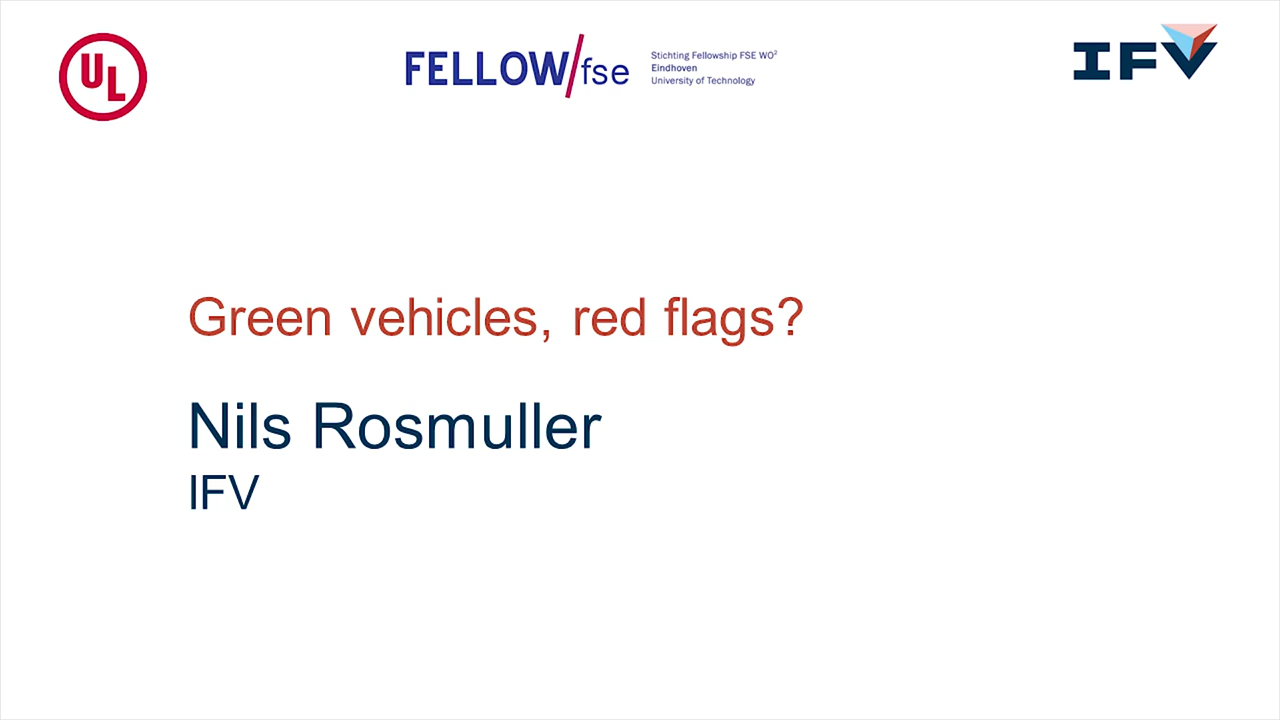 UL
FELLOW/fse
Stichting Fellowship FSE WO²
Eindhoven
University of Technology
IFV
Green vehicles, red flags?
Nils Rosmuller
IFV